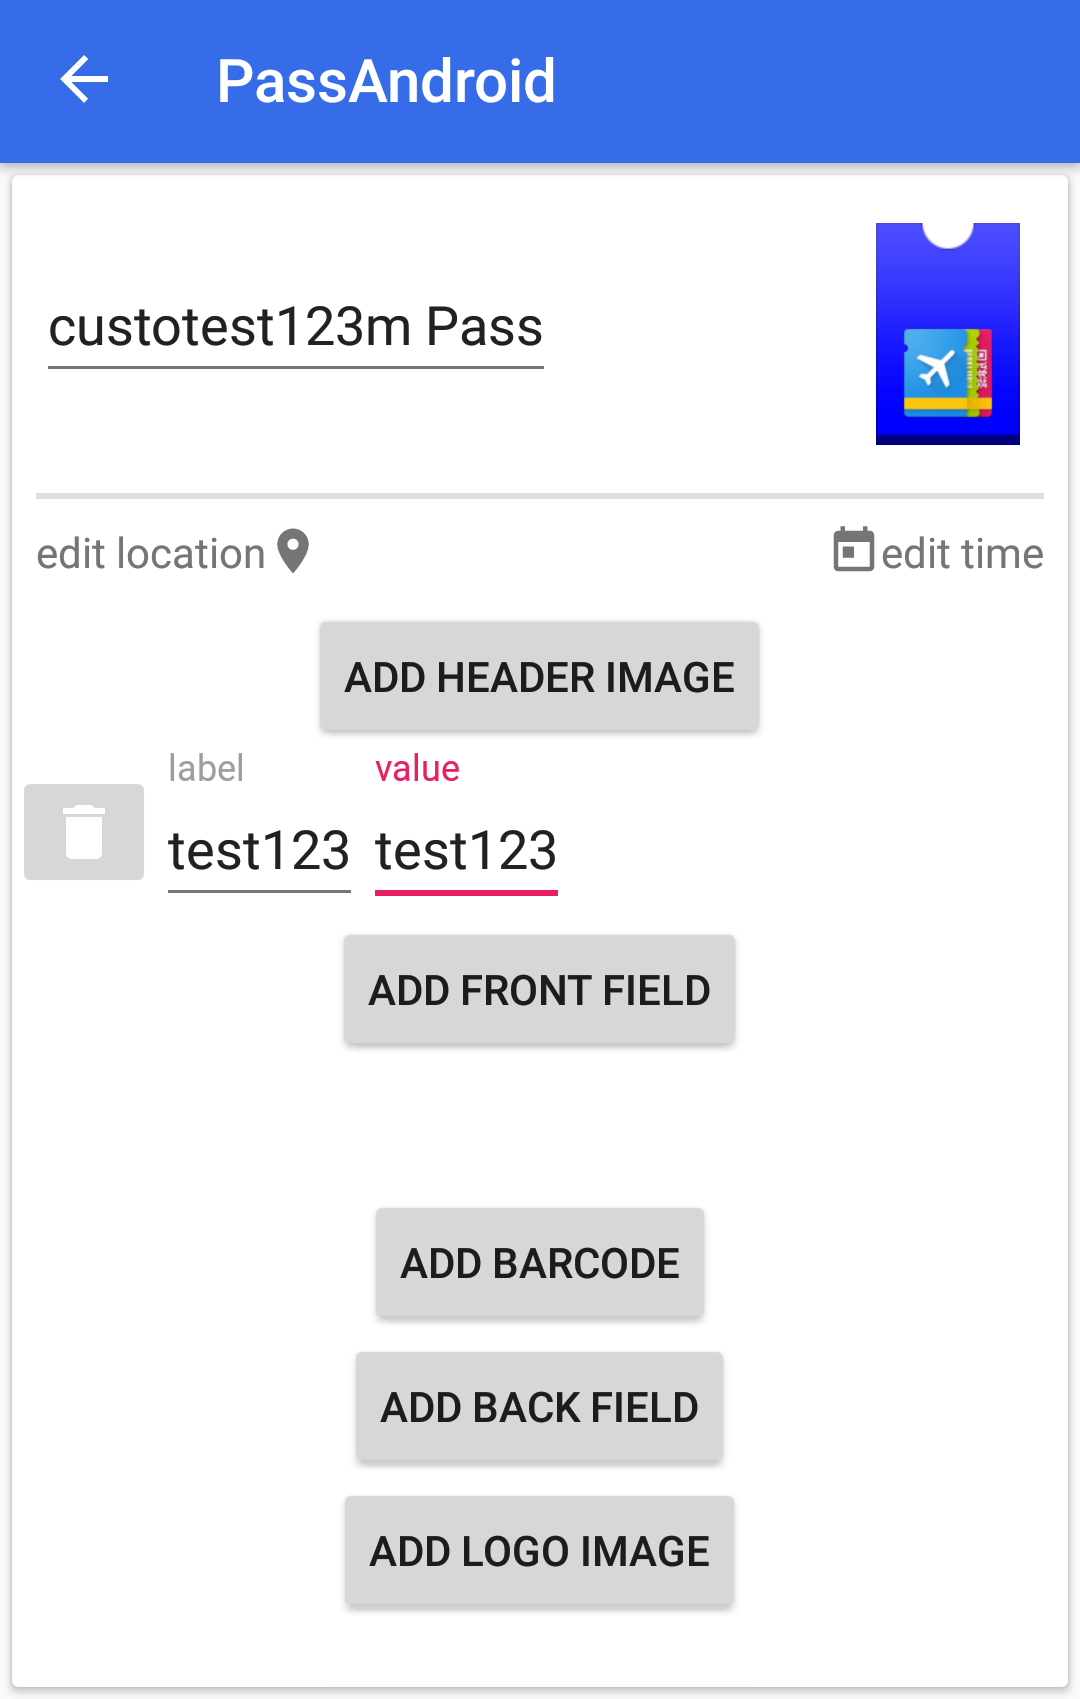 PassAndroid
custotest123m Pass
edit location
edit time
ADD HEADER IMAGE
label value
test123 test123
ADD FRONT FIELD
ADD BARCODE
ADD BACK FIELD
ADD LOGO IMAGE